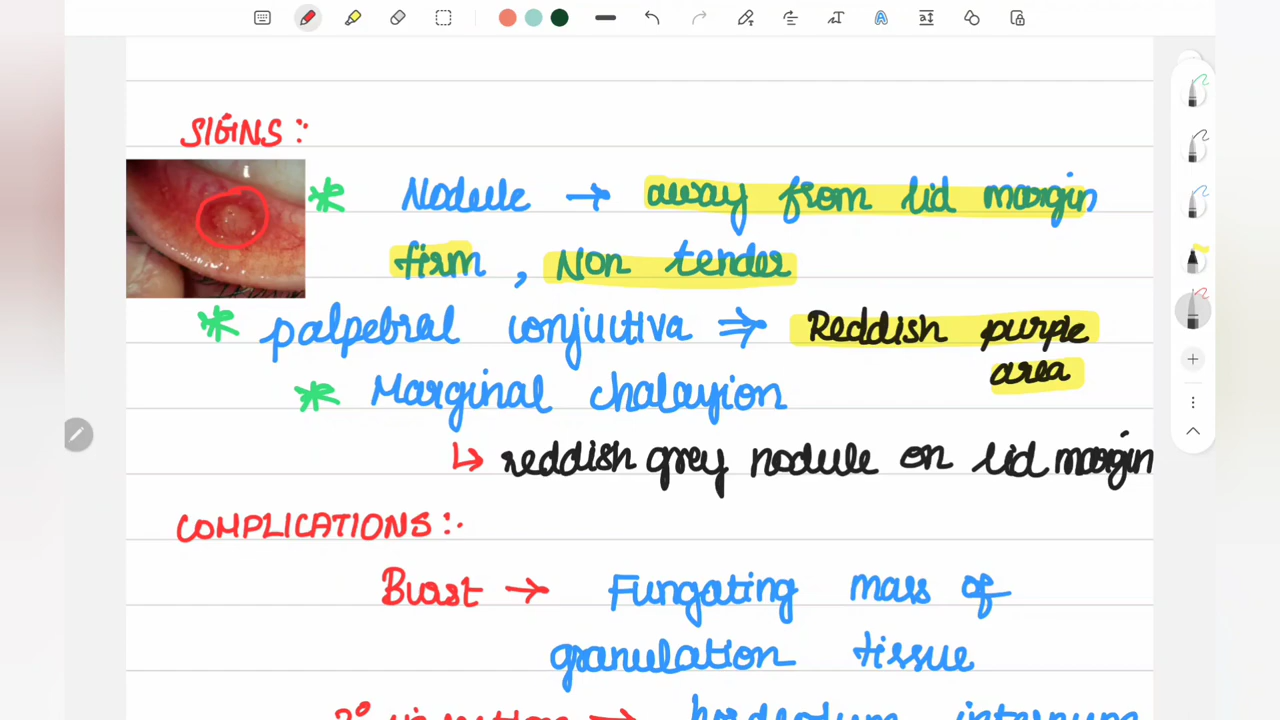 SIGNS :
* Nodule → away from lid margin
firm , Non tender
* palpebral conjuctiva ⇒ Reddish purple
area
* Marginal chalazion
↳ reddish grey nodule on lid margin
COMPLICATIONS :
Burst → Fungating mass of
granulation tissue
2°